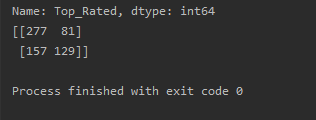 Name: Top_Rated, dtype: int64
[[277  81]
 [157 129]]
Process finished with exit code 0